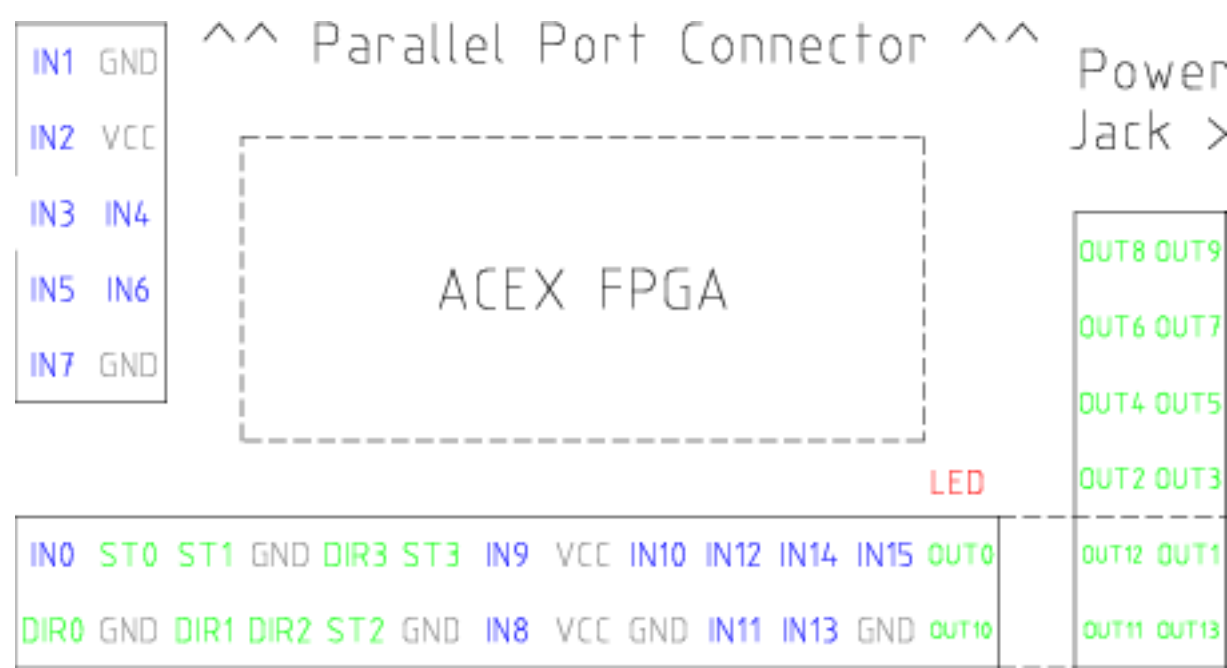 ^^ Parallel Port Connector ^^
Power
Jack >
IN1 GND
IN2 VCC
IN3 IN4
IN5 IN6
IN7 GND
ACEX FPGA
OUT8 OUT9
OUT6 OUT7
OUT4 OUT5
OUT2 OUT3
LED
IN0 ST0 ST1 GND DIR3 ST3 IN9 VCC IN10 IN12 IN14 IN15 OUT0
OUT12 OUT1
DIR0 GND DIR1 DIR2 ST2 GND IN8 VCC GND IN11 IN13 GND OUT10
OUT11 OUT13